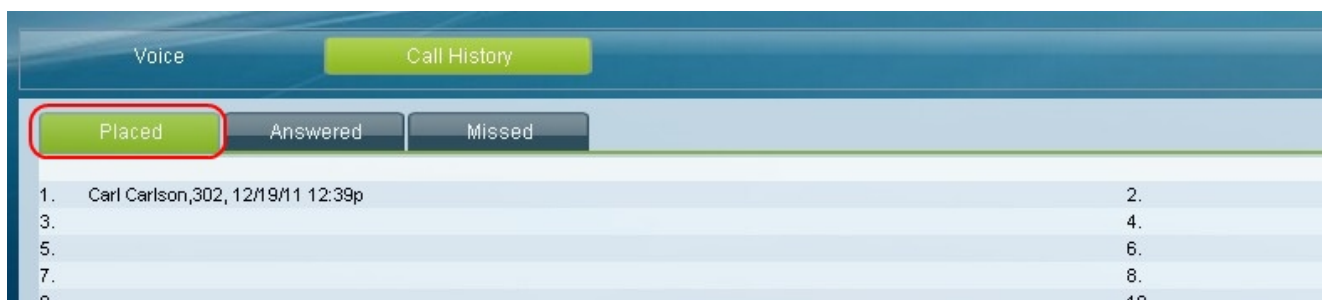 Voice Call History
Placed Answered Missed
1. Carl Carlson,302, 12/19/11 12:39p 2.
3. 4.
5. 6.
7. 8.